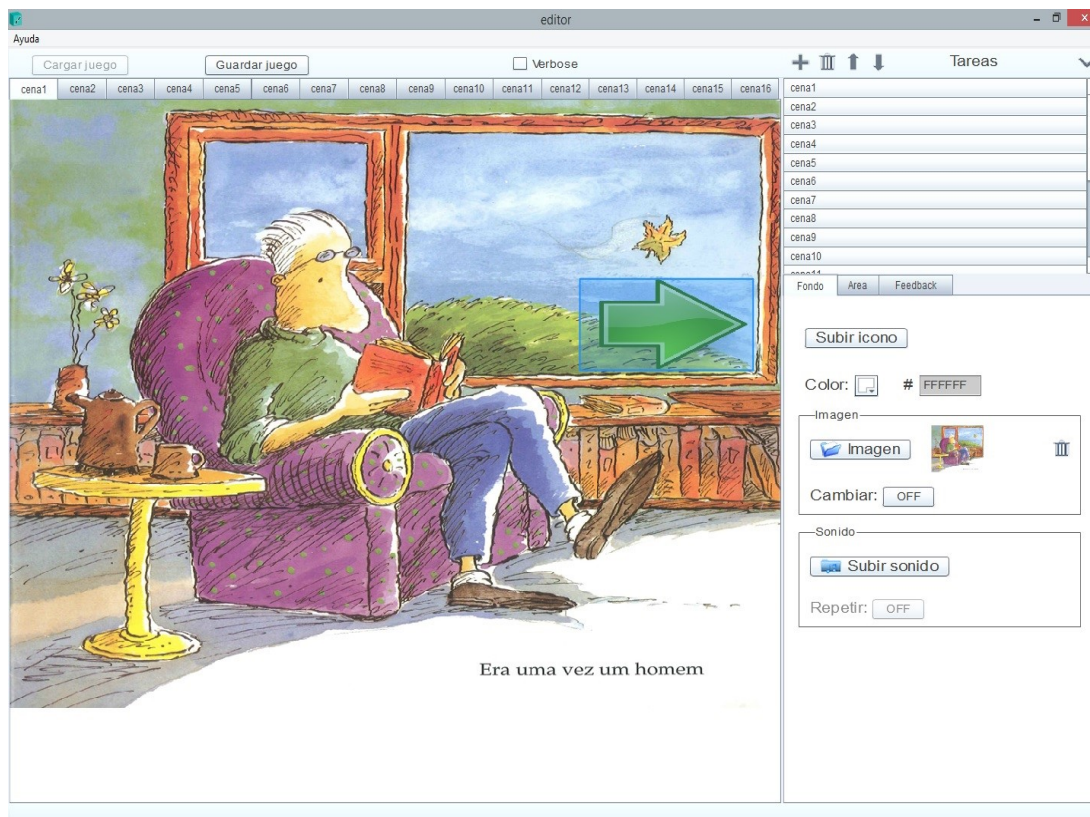 editor
Ayuda
Cargar juego Guardar juego Verbose Tareas
cena1 cena2 cena3 cena4 cena5 cena6 cena7 cena8 cena9 cena10 cena11 cena12 cena13 cena14 cena15 cena16
cena1
cena2
cena3
cena4
cena5
cena6
cena7
cena8
cena9
cena10
cena11
Fondo Area Feedback
Subir icono
Color: # FFFFFF
Imagen
Imagen
Cambiar: OFF
Sonido
Subir sonido
Repetir: OFF
Era uma vez um homem